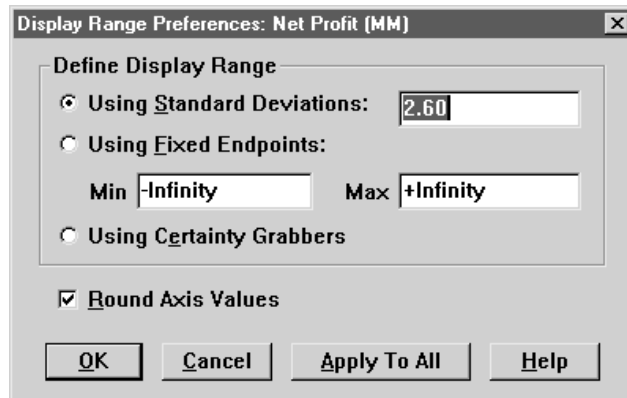 Display Range Preferences: Net Profit (MM)
Define Display Range
Using Standard Deviations: 2.60
Using Fixed Endpoints:
Min -Infinity Max +Infinity
Using Certainty Grabbers
Round Axis Values
OK Cancel Apply To All Help